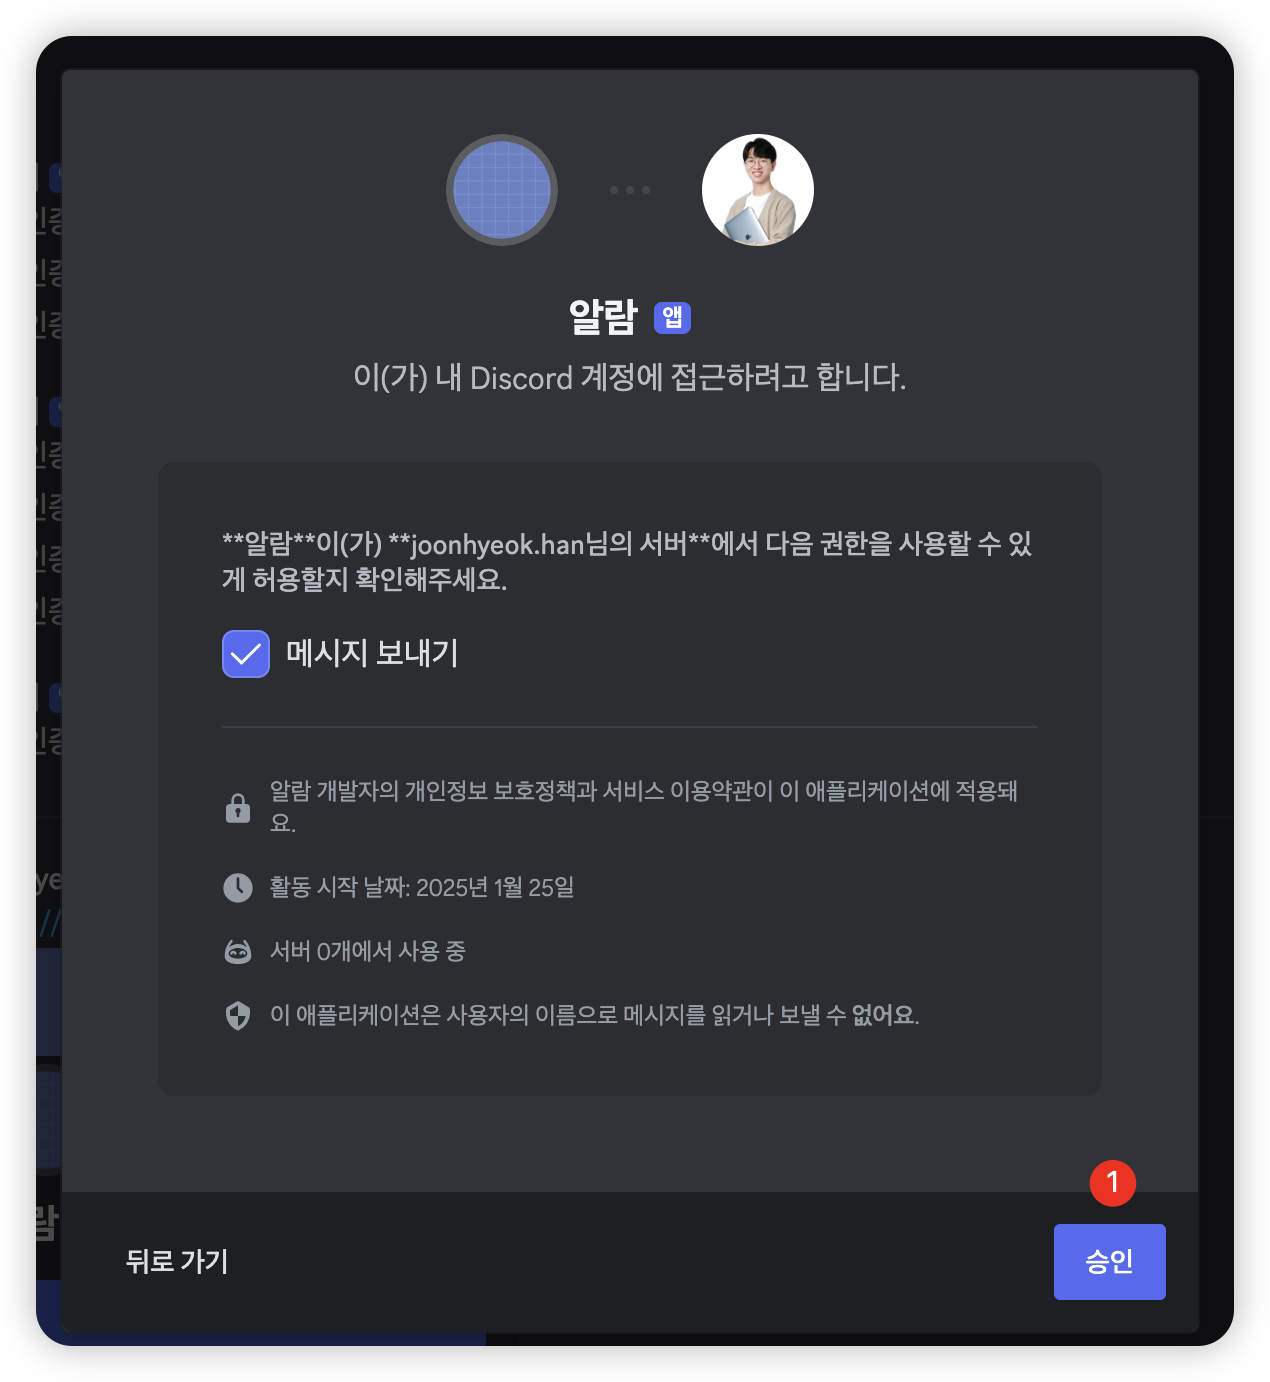 알람 앱
이(가) 내 Discord 계정에 접근하려고 합니다.
**알람**이(가) **joonhyeok.han님의 서버**에서 다음 권한을 사용할 수 있
게 허용할지 확인해주세요.
메시지 보내기
알람 개발자의 개인정보 보호정책과 서비스 이용약관이 이 애플리케이션에 적용돼
요.
활동 시작 날짜: 2025년 1월 25일
서버 0개에서 사용 중
이 애플리케이션은 사용자의 이름으로 메시지를 읽거나 보낼 수 없어요.
1
뒤로 가기
승인